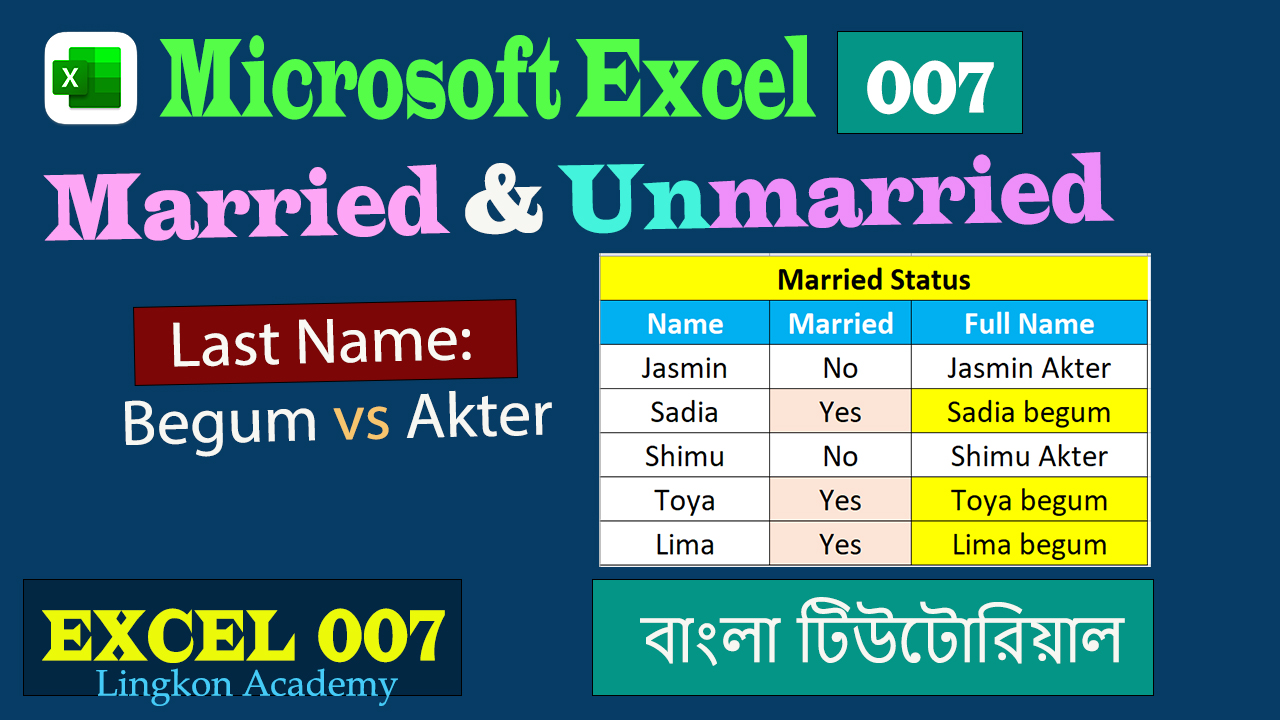 X
Microsoft Excel 007
Married & Unmarried
Last Name:
Begum vs Akter
Married Status
Name Married Full Name
Jasmin No Jasmin Akter
Sadia Yes Sadia begum
Shimu No Shimu Akter
Toya Yes Toya begum
Lima Yes Lima begum
EXCEL 007
Lingkon Academy
বাংলা টিউটোরিয়াল